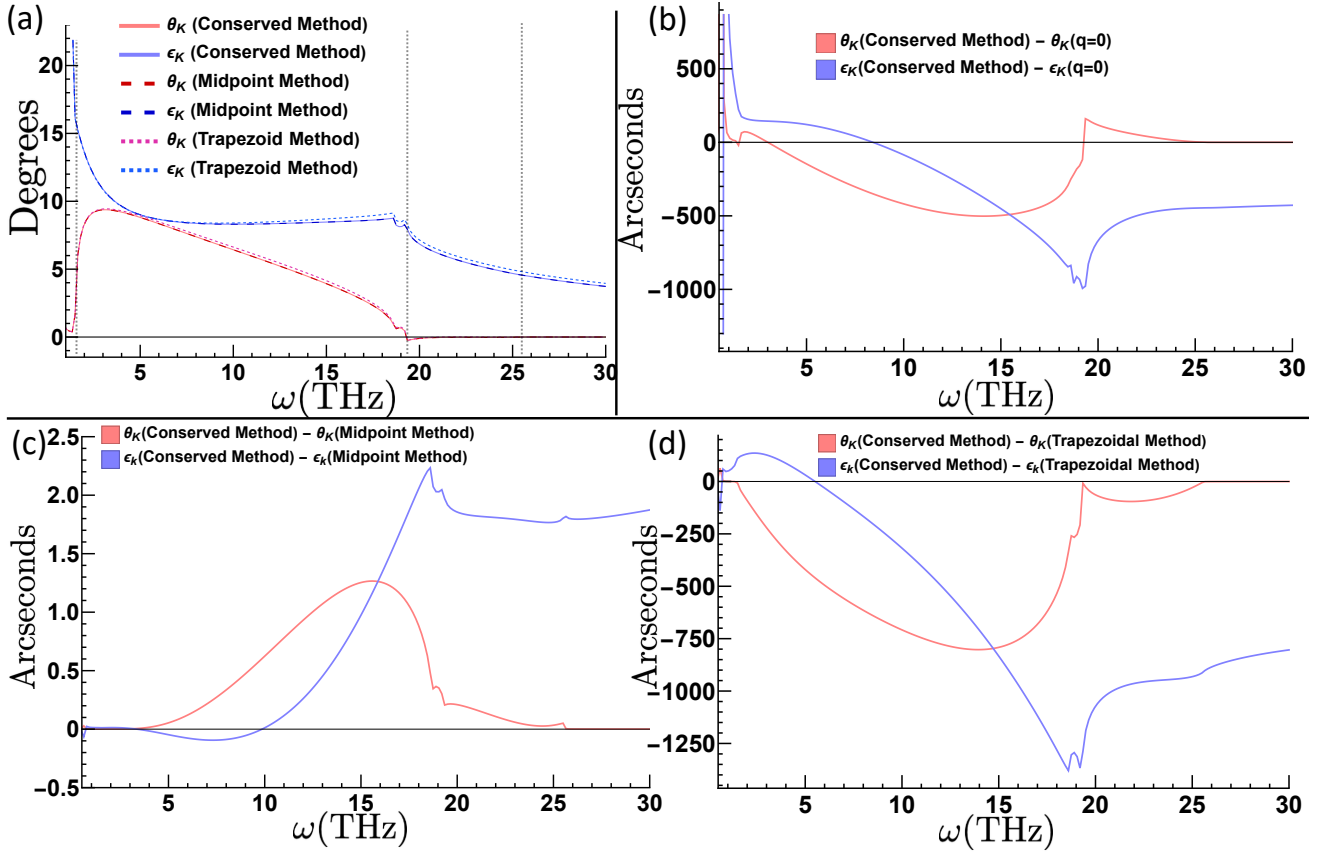 (a)
θK (Conserved Method)
ϵK (Conserved Method)
θK (Midpoint Method)
ϵK (Midpoint Method)
θK (Trapezoid Method)
ϵK (Trapezoid Method)
Degrees
20
15
10
5
0
5 10 15 20 25 30
ω(THz)
(b)
θK(Conserved Method) − θK(q=0)
ϵK(Conserved Method) − ϵK(q=0)
Arcseconds
500
0
−500
−1000
5 10 15 20 25 30
ω(THz)
(c)
θK(Conserved Method) − θK(Midpoint Method)
ϵk(Conserved Method) − ϵk(Midpoint Method)
Arcseconds
2.5
2.0
1.5
1.0
0.5
0
−0.5
5 10 15 20 25 30
ω(THz)
(d)
θK(Conserved Method) − θK(Trapezoidal Method)
ϵk(Conserved Method) − ϵk(Trapezoidal Method)
Arcseconds
0
−250
−500
−750
−1000
−1250
5 10 15 20 25 30
ω(THz)